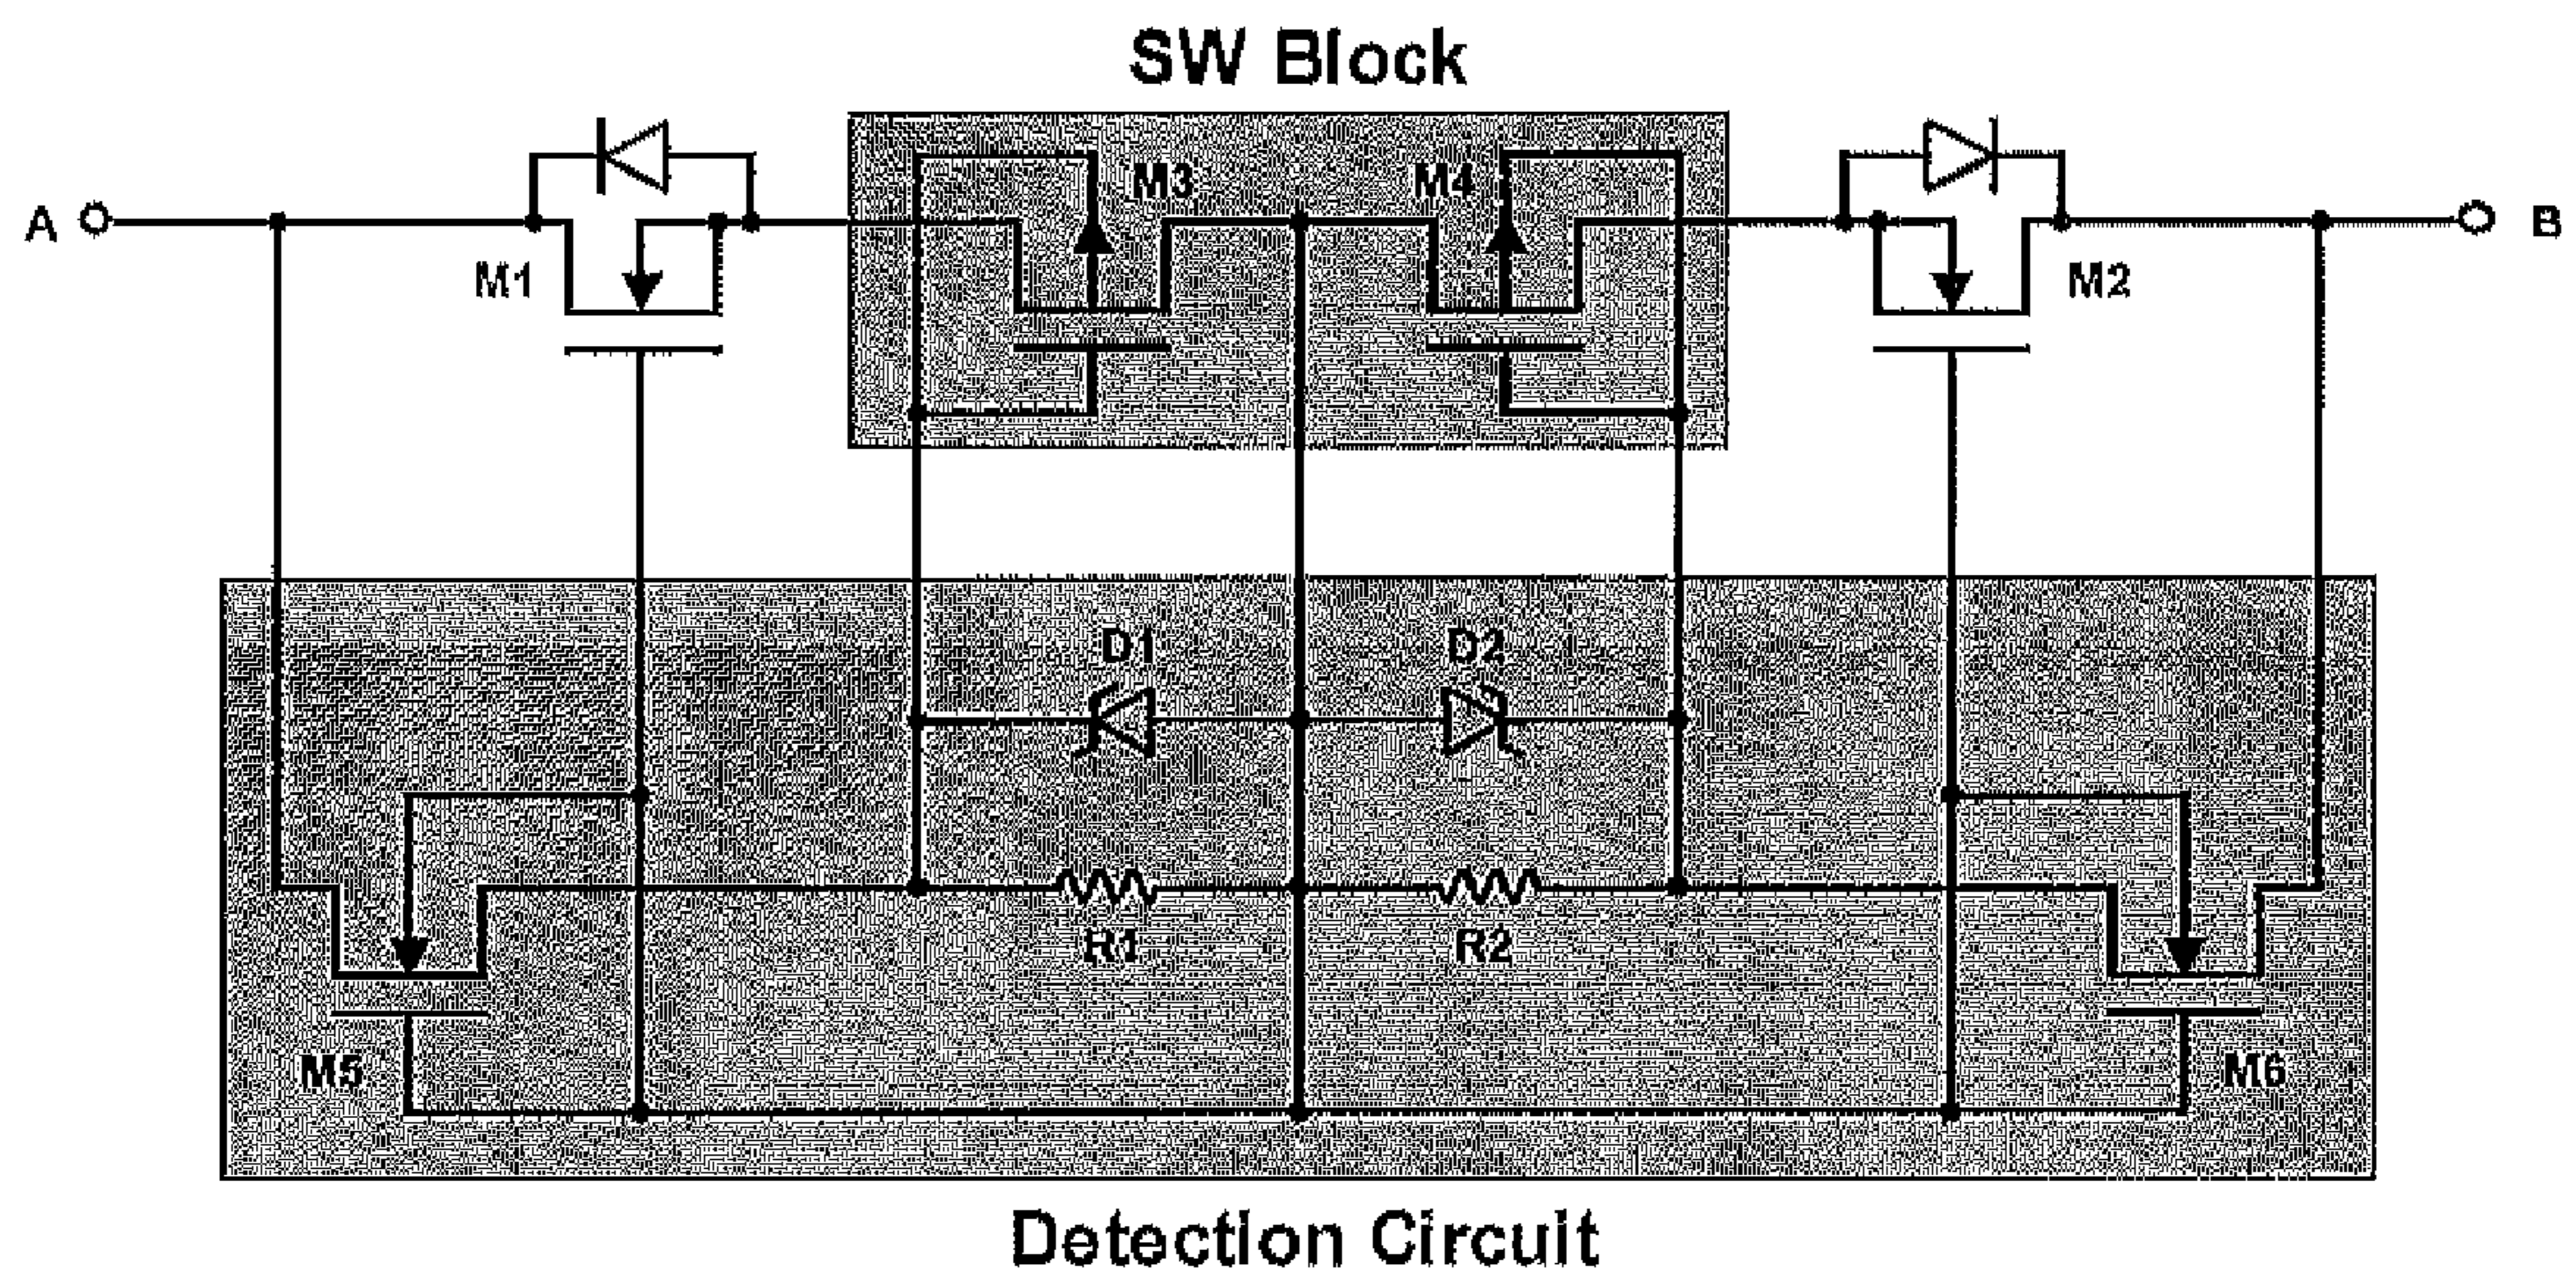 SW Block
M3
M4
A
B
M1
M2
D1
D2
R1
R2
M5
M6
Detection Circuit